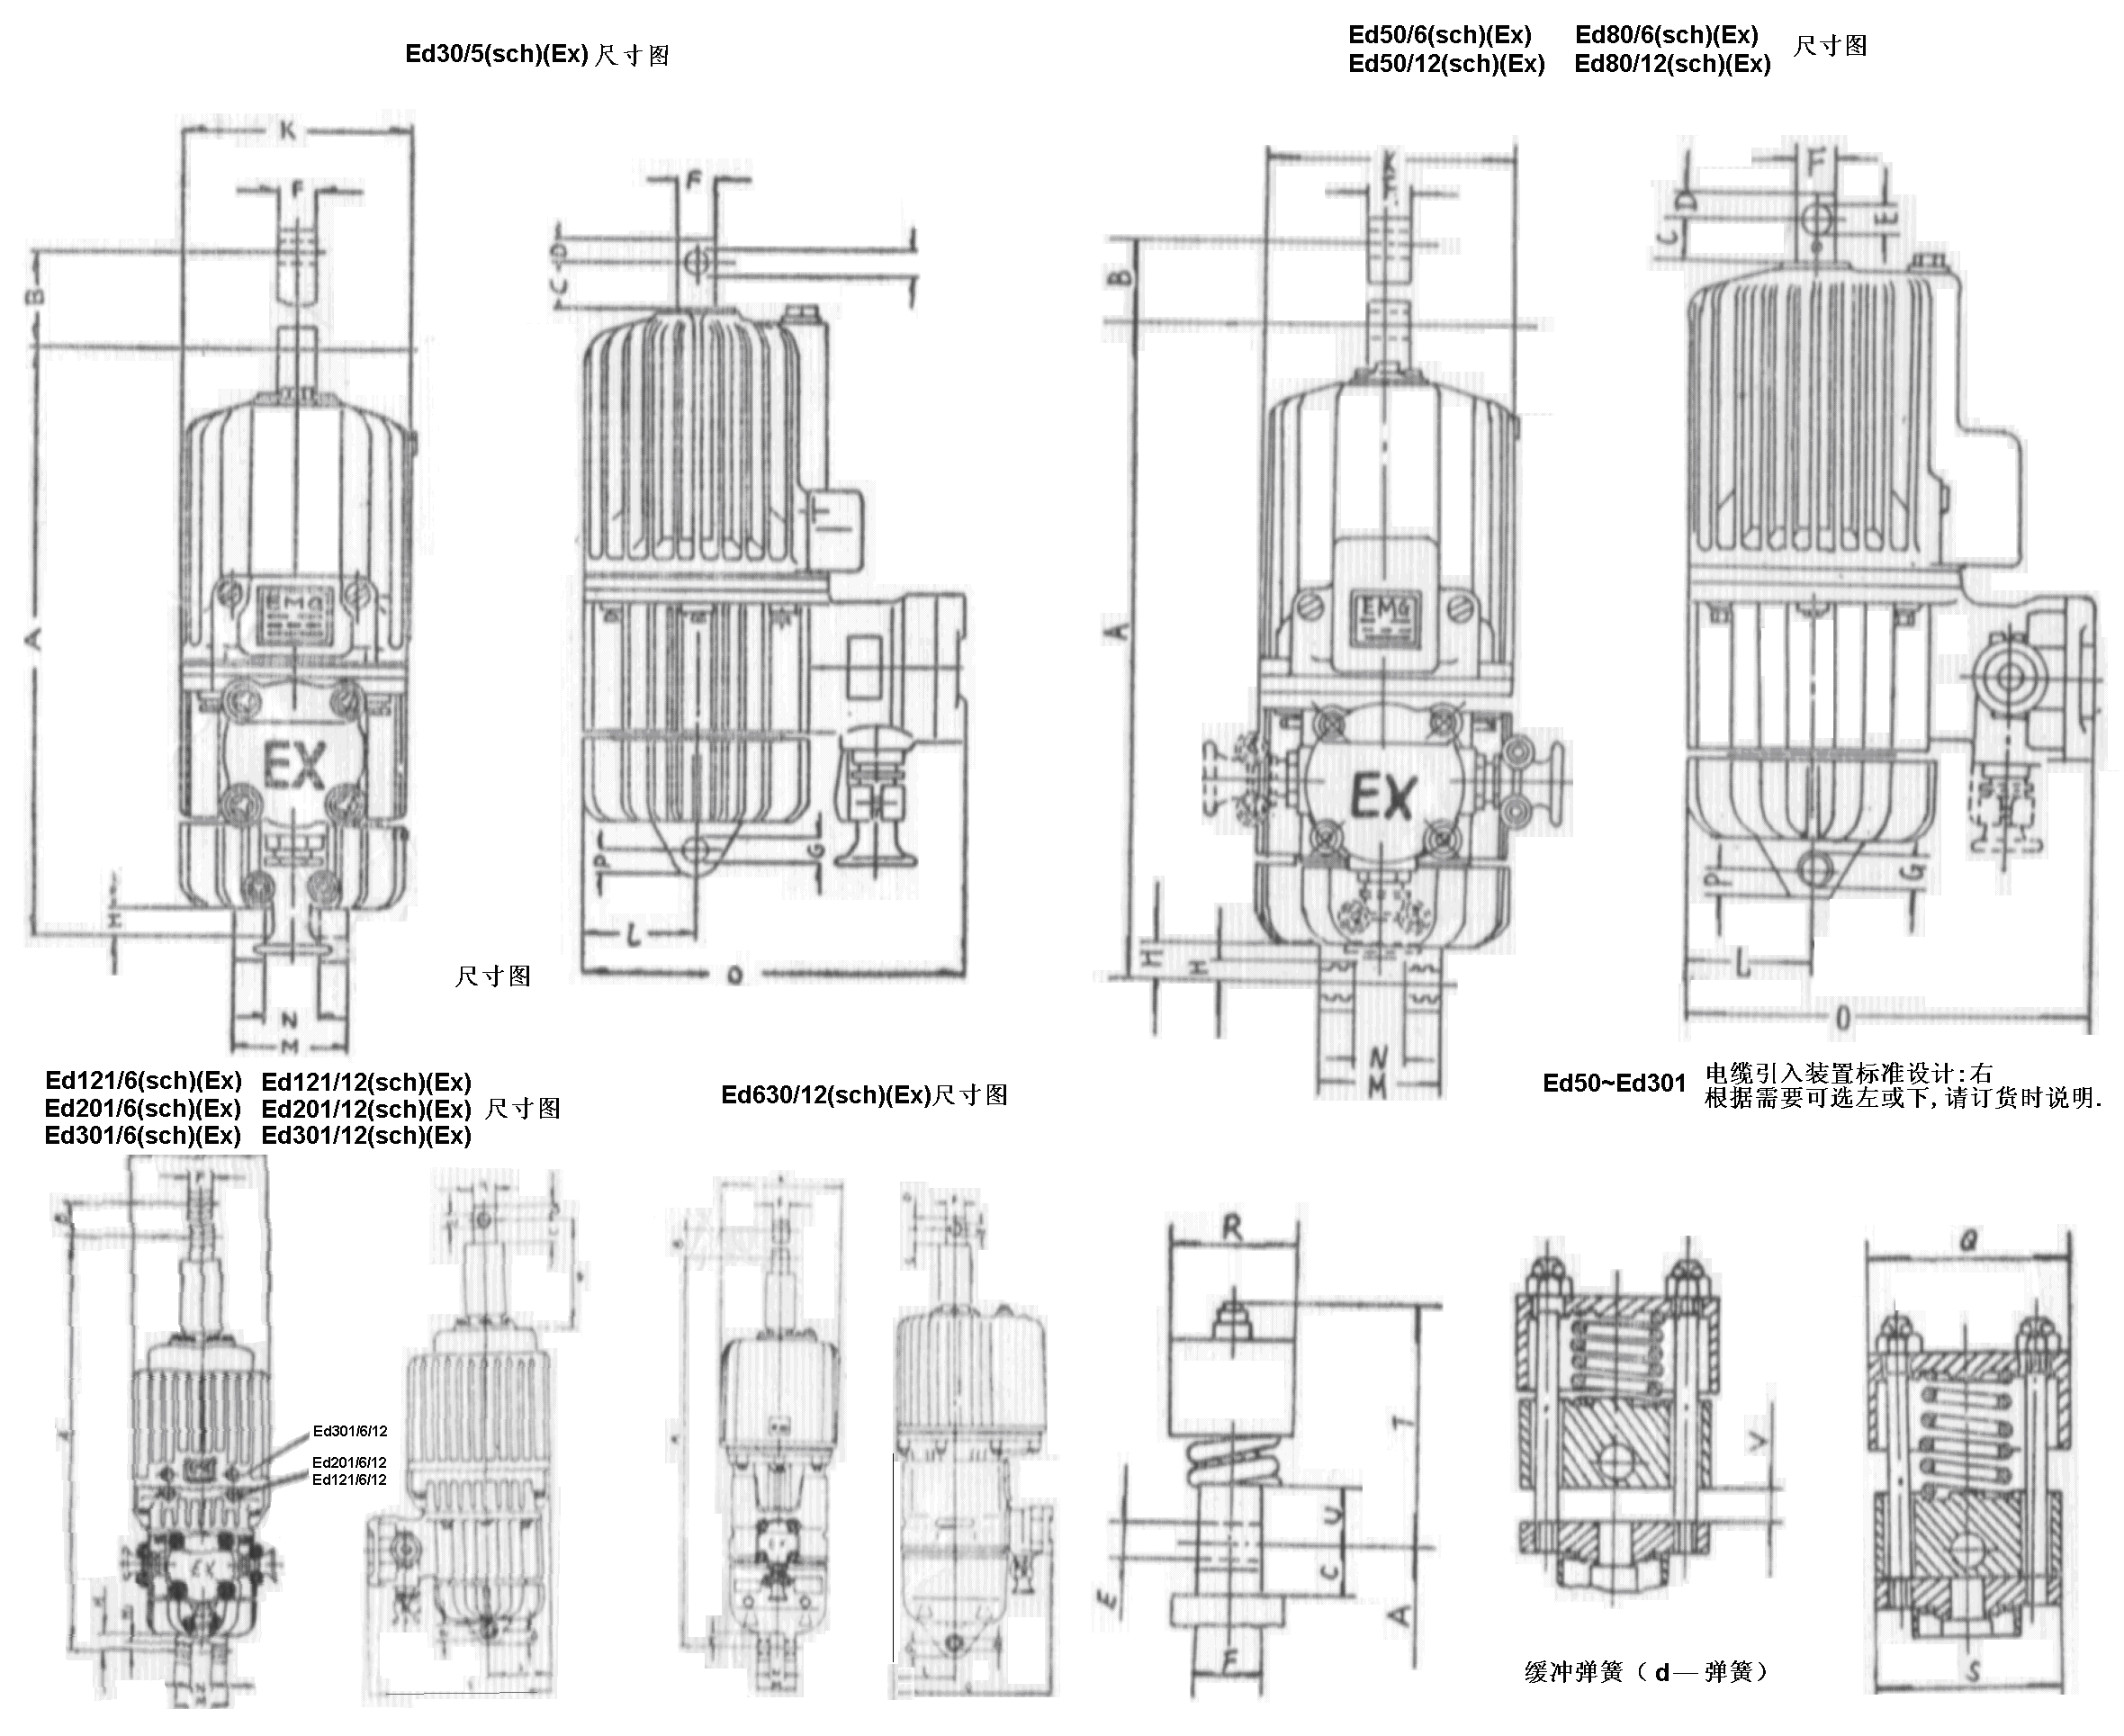 Ed30/5(sch)(Ex) 尺寸图
Ed50/6(sch)(Ex) Ed80/6(sch)(Ex)
Ed50/12(sch)(Ex) Ed80/12(sch)(Ex)
尺寸图
K
F
B
A
H
N
M
EMG
EX
F
D
C
P
G
L
O
尺寸图
K
F
B
A
H
H
N
M
EMG
EX
F
D
C
E
P
G
L
O
Ed121/6(sch)(Ex) Ed121/12(sch)(Ex)
Ed201/6(sch)(Ex) Ed201/12(sch)(Ex) 尺寸图
Ed301/6(sch)(Ex) Ed301/12(sch)(Ex)
Ed630/12(sch)(Ex)尺寸图
Ed50~Ed301 电缆引入装置标准设计:右
根据需要可选左或下,请订货时说明.
Ed301/6/12
Ed201/6/12
Ed121/6/12
EX
R
T
U
C
E
A
F
V
Q
S
缓冲弹簧（ d— 弹簧）